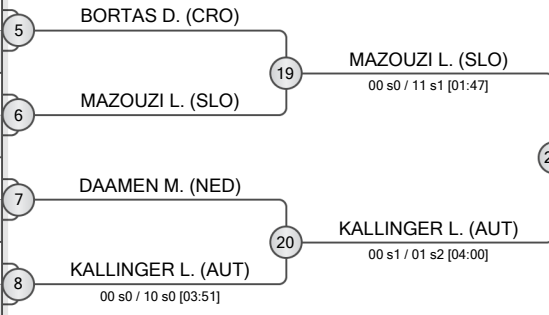 BORTAS D. (CRO)
5
19
MAZOUZI L. (SLO)
00 s0 / 11 s1 [01:47]
MAZOUZI L. (SLO)
6
DAAMEN M. (NED)
7
20
KALLINGER L. (AUT)
00 s1 / 01 s2 [04:00]
KALLINGER L. (AUT)
8
00 s0 / 10 s0 [03:51]